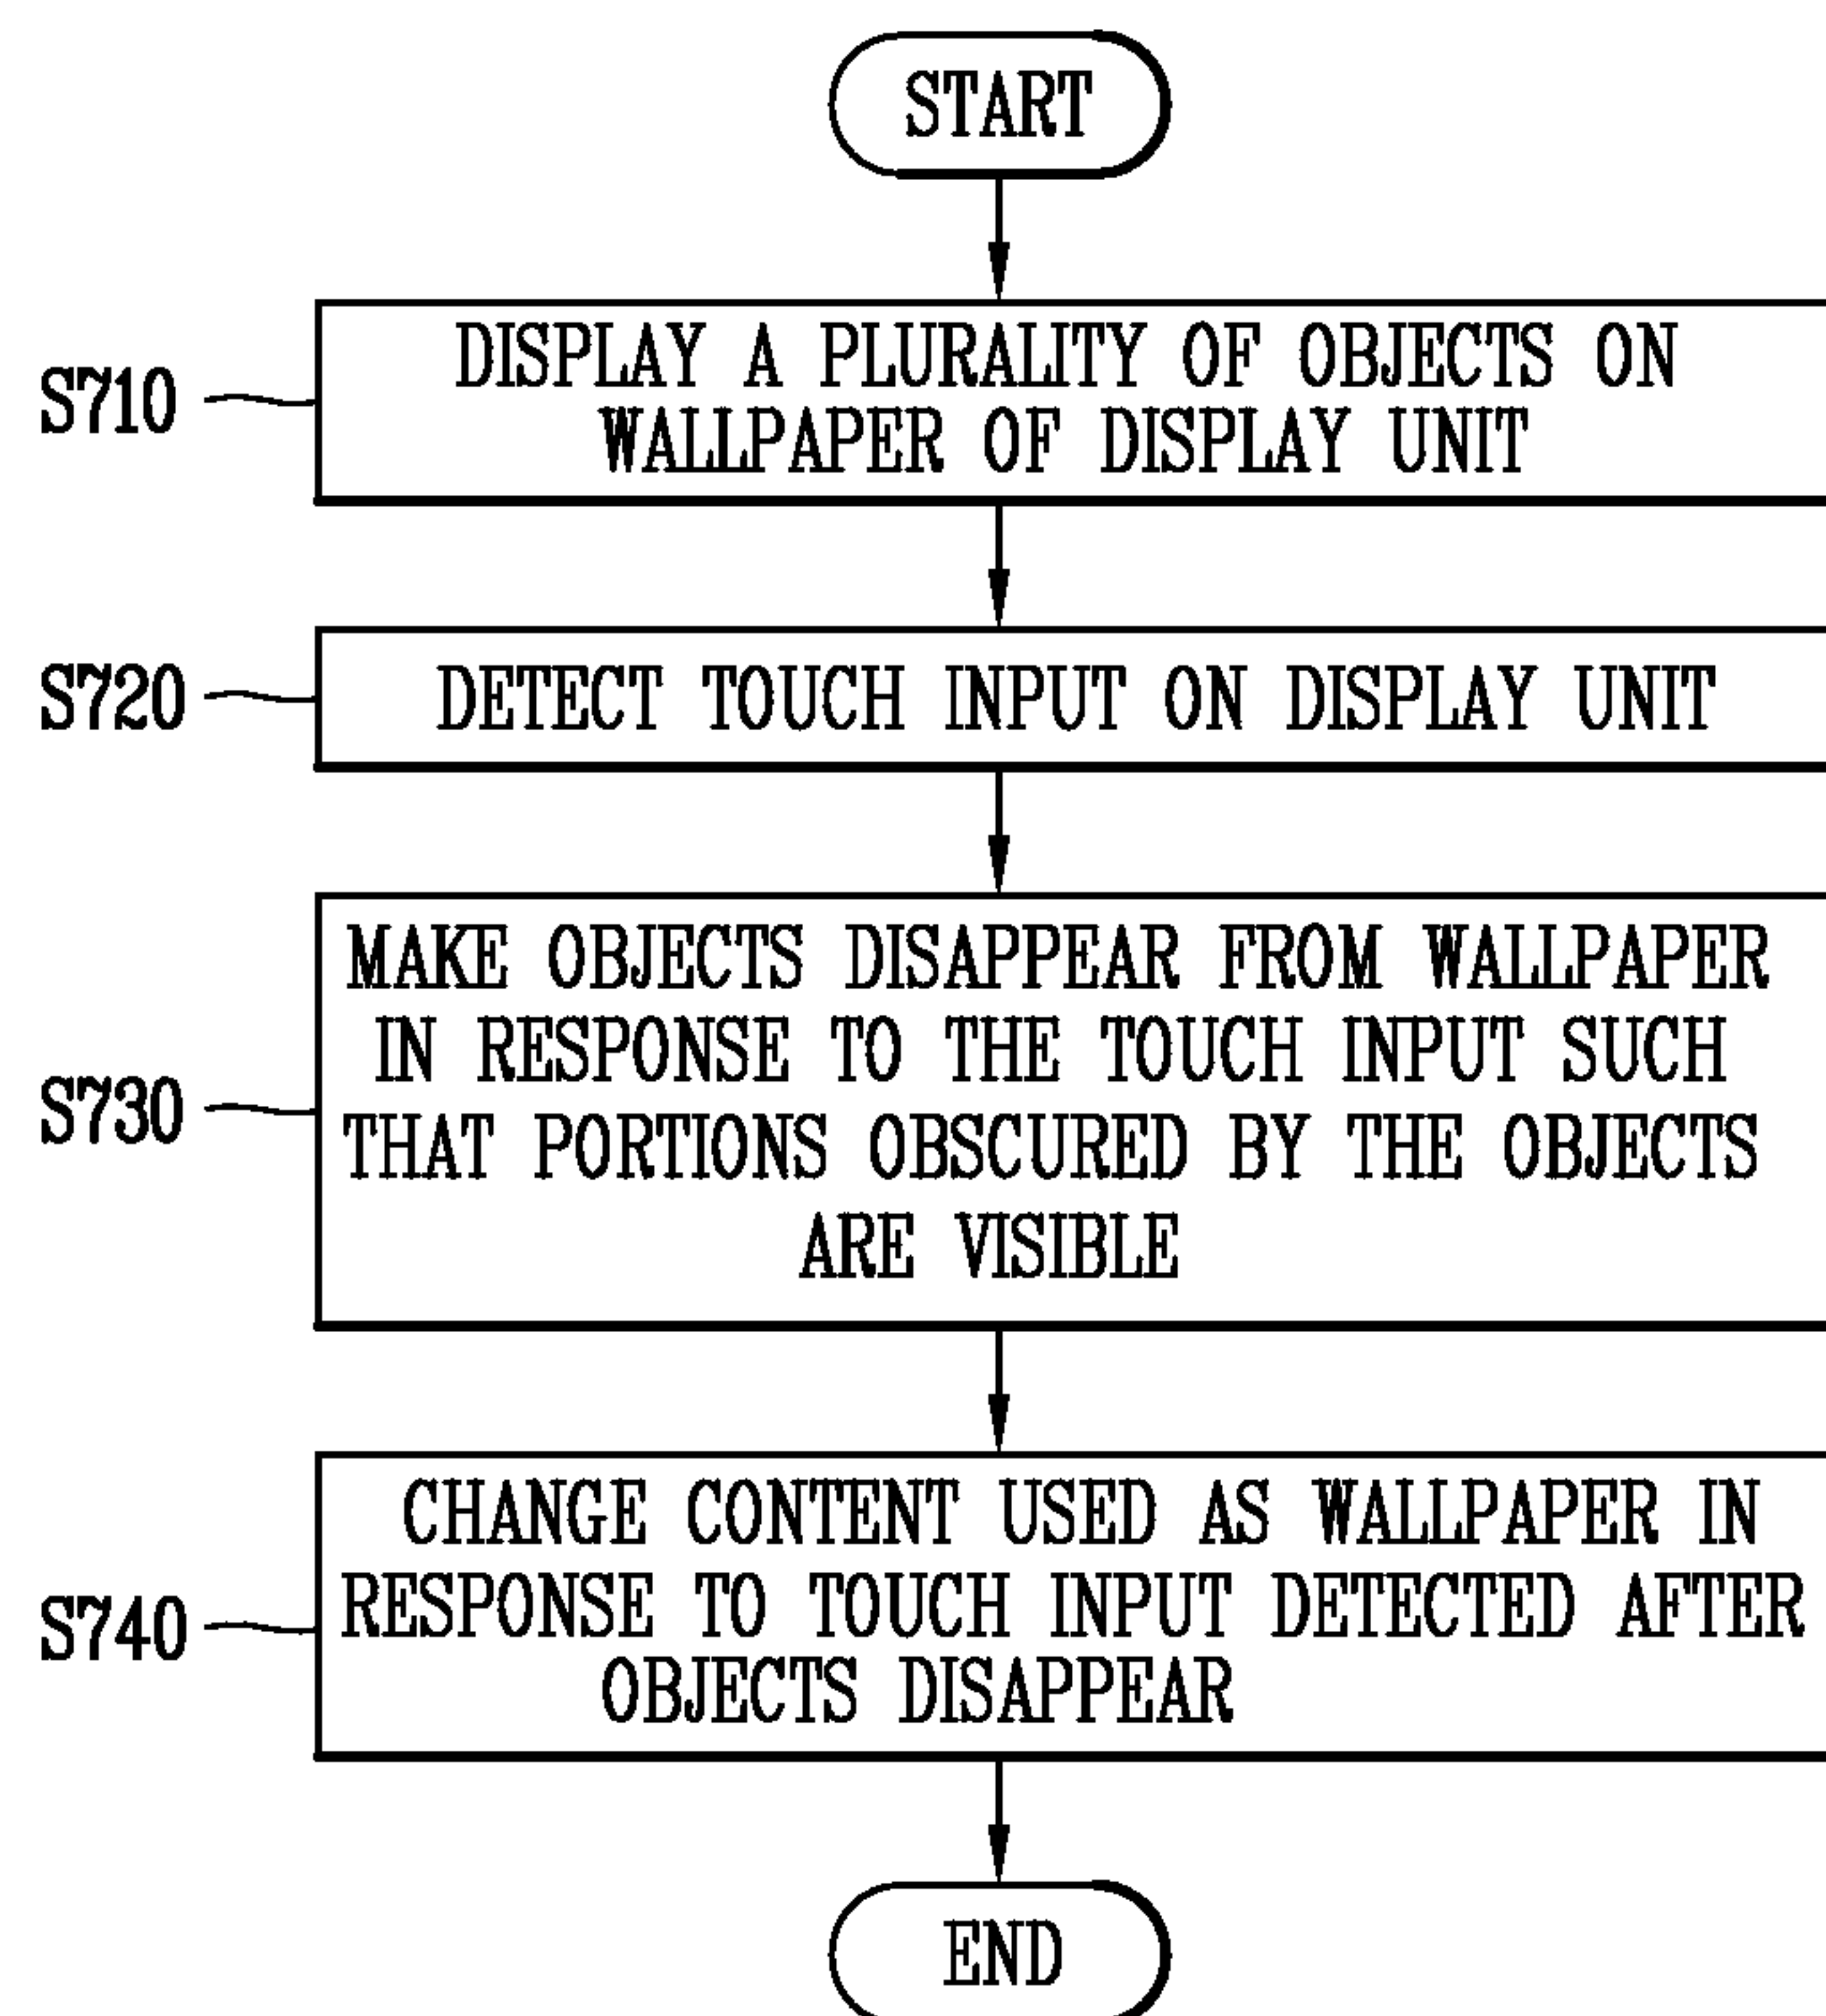 START
S710
DISPLAY A PLURALITY OF OBJECTS ON
WALLPAPER OF DISPLAY UNIT
S720
DETECT TOUCH INPUT ON DISPLAY UNIT
S730
MAKE OBJECTS DISAPPEAR FROM WALLPAPER
IN RESPONSE TO THE TOUCH INPUT SUCH
THAT PORTIONS OBSCURED BY THE OBJECTS
ARE VISIBLE
S740
CHANGE CONTENT USED AS WALLPAPER IN
RESPONSE TO TOUCH INPUT DETECTED AFTER
OBJECTS DISAPPEAR
END